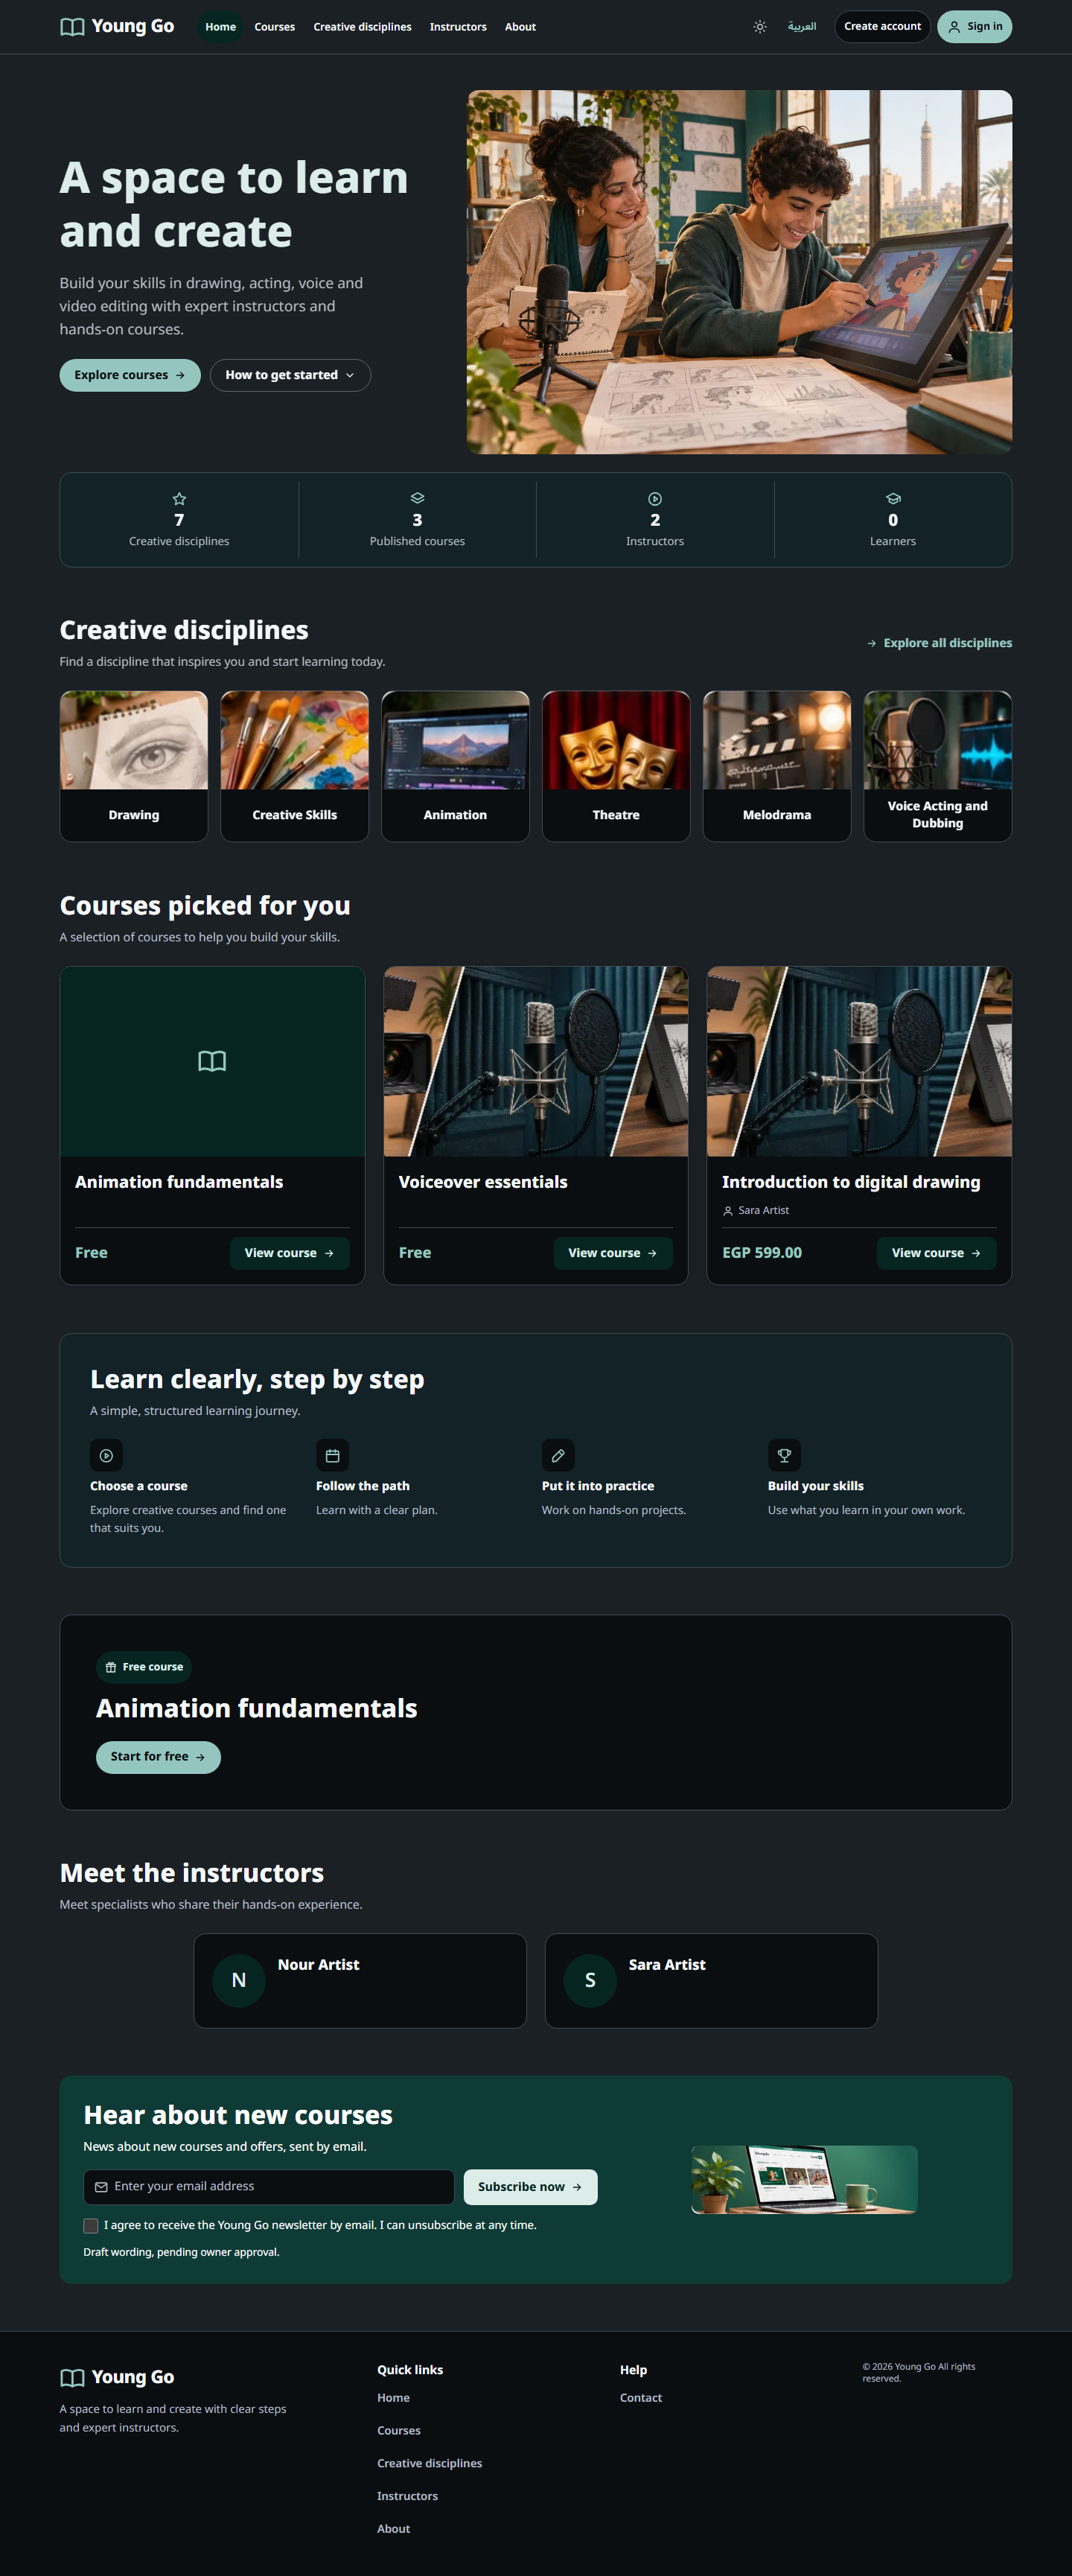 Young Go
Home
Courses
Creative disciplines
Instructors
About
العربية
Create account
Sign in
A space to learn
and create
Build your skills in drawing, acting, voice and
video editing with expert instructors and
hands-on courses.
Explore courses
How to get started
7
Creative disciplines
3
Published courses
2
Instructors
0
Learners
Creative disciplines
Find a discipline that inspires you and start learning today.
Explore all disciplines
Drawing
Creative Skills
Animation
Theatre
Melodrama
Voice Acting and
Dubbing
Courses picked for you
A selection of courses to help you build your skills.
Animation fundamentals
Free
View course
Voiceover essentials
Free
View course
Introduction to digital drawing
Sara Artist
EGP 599.00
View course
Learn clearly, step by step
A simple, structured learning journey.
Choose a course
Explore creative courses and find one
that suits you.
Follow the path
Learn with a clear plan.
Put it into practice
Work on hands-on projects.
Build your skills
Use what you learn in your own work.
Free course
Animation fundamentals
Start for free
Meet the instructors
Meet specialists who share their hands-on experience.
N
Nour Artist
S
Sara Artist
Hear about new courses
News about new courses and offers, sent by email.
Enter your email address
Subscribe now
I agree to receive the Young Go newsletter by email. I can unsubscribe at any time.
Draft wording, pending owner approval.
Young Go
A space to learn and create with clear steps
and expert instructors.
Quick links
Home
Courses
Creative disciplines
Instructors
About
Help
Contact
© 2026 Young Go All rights
reserved.